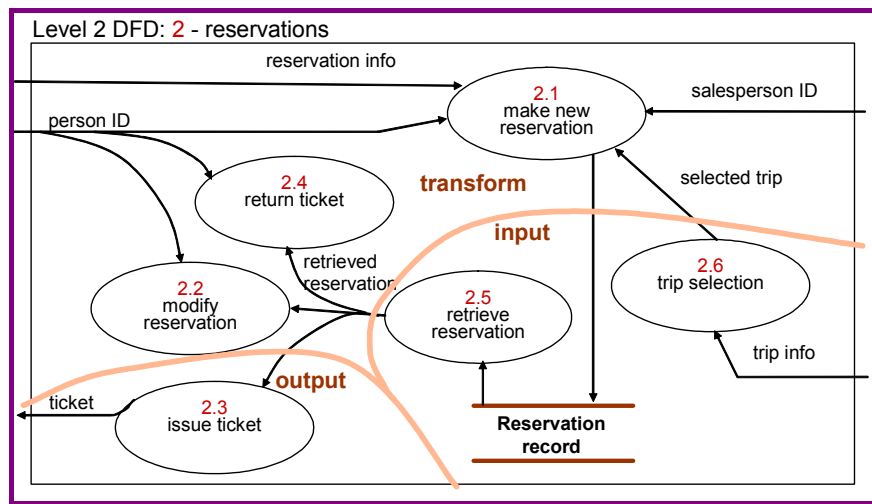 Level 2 DFD: 2 - reservations
reservation info
2.1
make new
reservation
salesperson ID
person ID
2.4
return ticket
transform
selected trip
input
2.6
trip selection
retrieved
reservation
2.2
modify
reservation
2.5
retrieve
reservation
trip info
output
ticket
2.3
issue ticket
Reservation
record